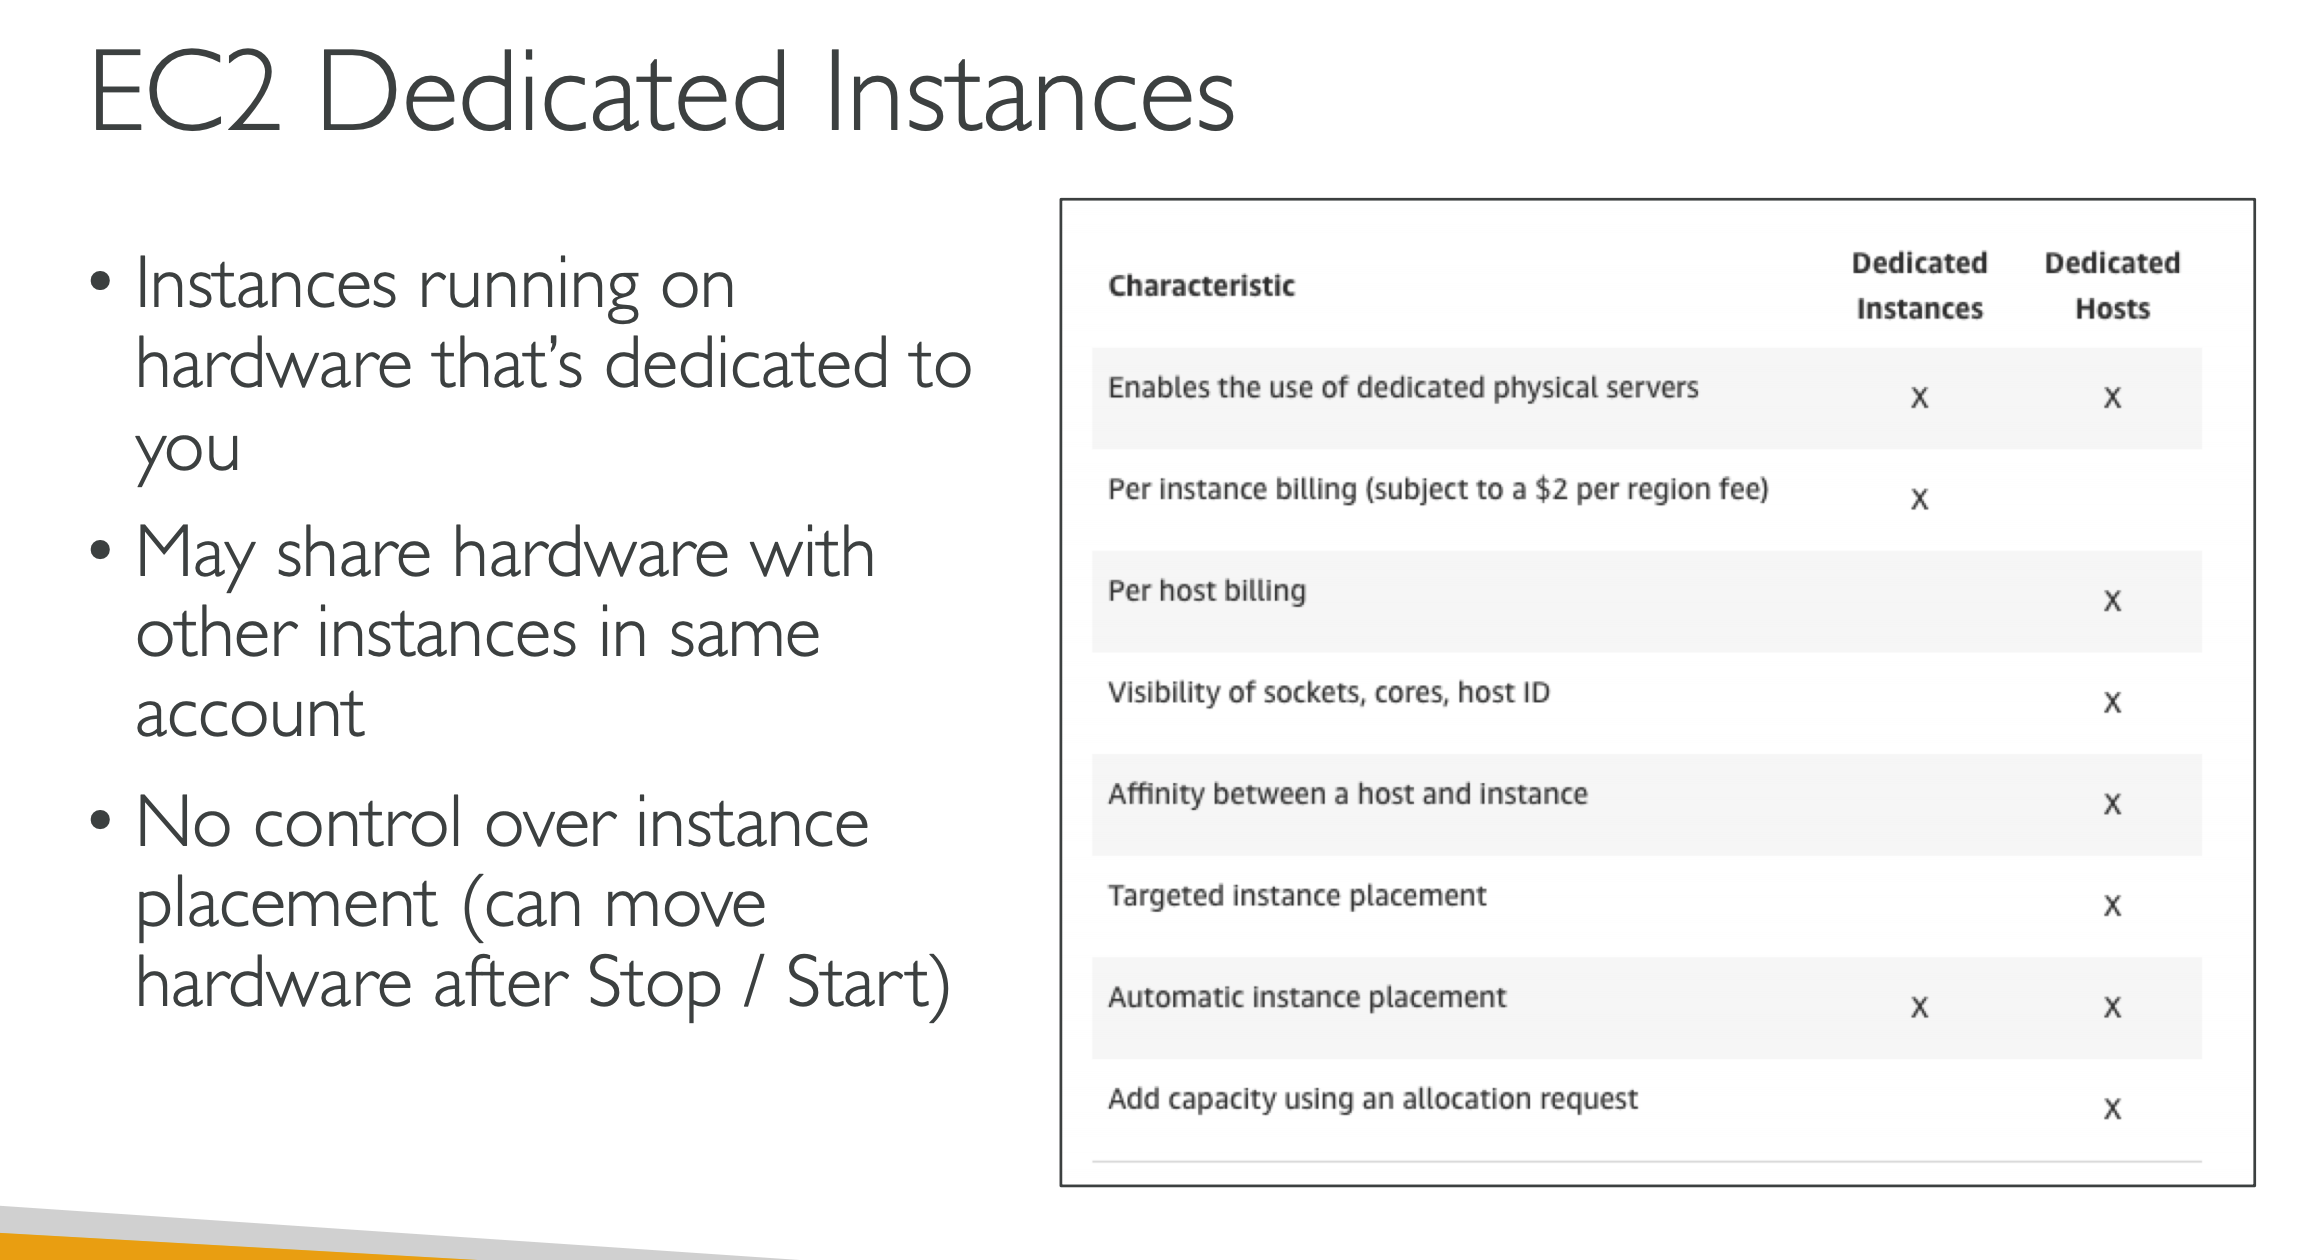 EC2 Dedicated Instances
• Instances running on
hardware that’s dedicated to
you
• May share hardware with
other instances in same
account
• No control over instance
placement (can move
hardware after Stop / Start)
Characteristic Dedicated Instances Dedicated Hosts
Enables the use of dedicated physical servers X X
Per instance billing (subject to a $2 per region fee) X
Per host billing X
Visibility of sockets, cores, host ID X
Affinity between a host and instance X
Targeted instance placement X
Automatic instance placement X X
Add capacity using an allocation request X